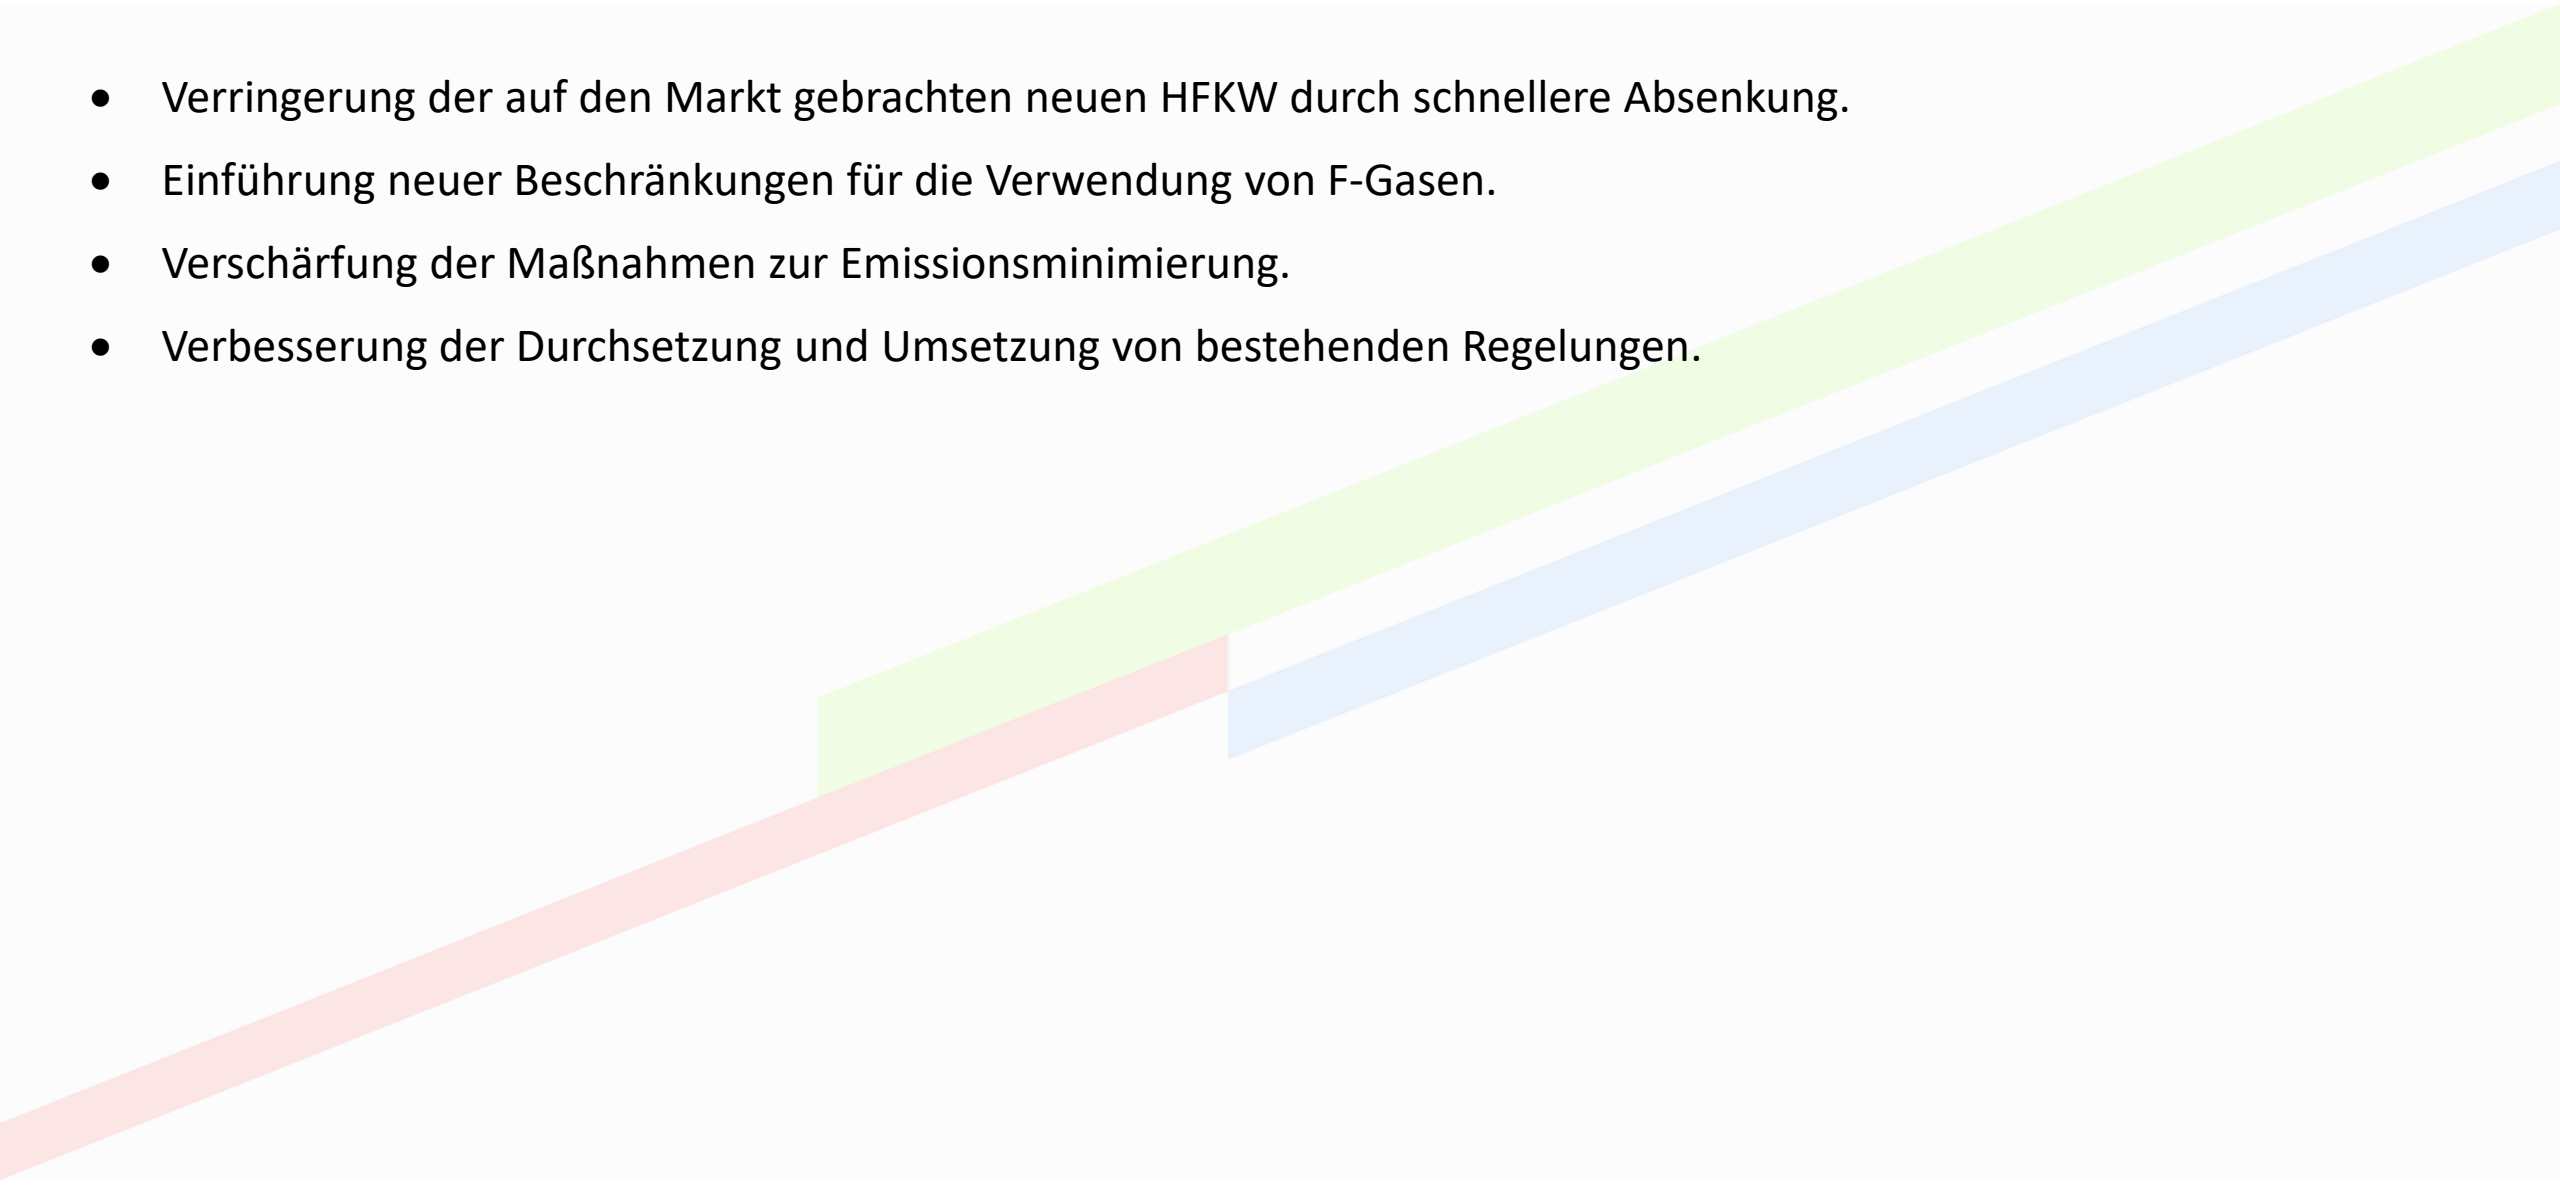 • Verringerung der auf den Markt gebrachten neuen HFKW durch schnellere Absenkung.
• Einführung neuer Beschränkungen für die Verwendung von F-Gasen.
• Verschärfung der Maßnahmen zur Emissionsminimierung.
• Verbesserung der Durchsetzung und Umsetzung von bestehenden Regelungen.